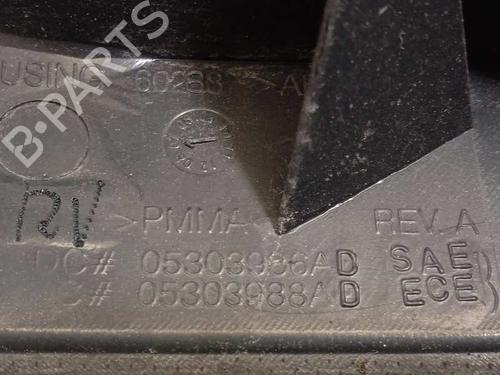 B-PARTS
USING 60288 >A
>PMMA< REV. A
DC# 05303986AD SAE)
C# 05303988AD ECE)